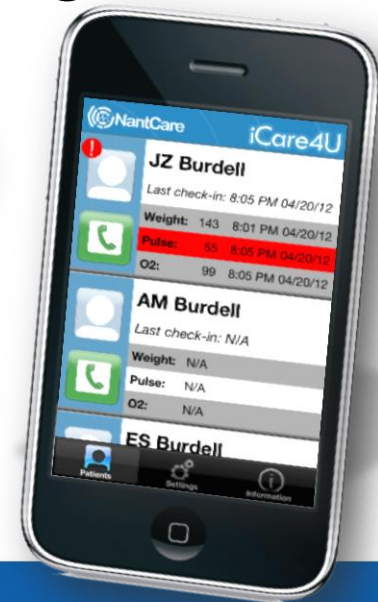 NantCare iCare4U
!
JZ Burdell
Last check-in: 8:05 PM 04/20/12
Weight: 143 8:01 PM 04/20/12
Pulse: 55 8:05 PM 04/20/12
O2: 99 8:05 PM 04/20/12
AM Burdell
Last check-in: N/A
Weight: N/A
Pulse: N/A
O2: N/A
ES Burdell
Patients Settings Information